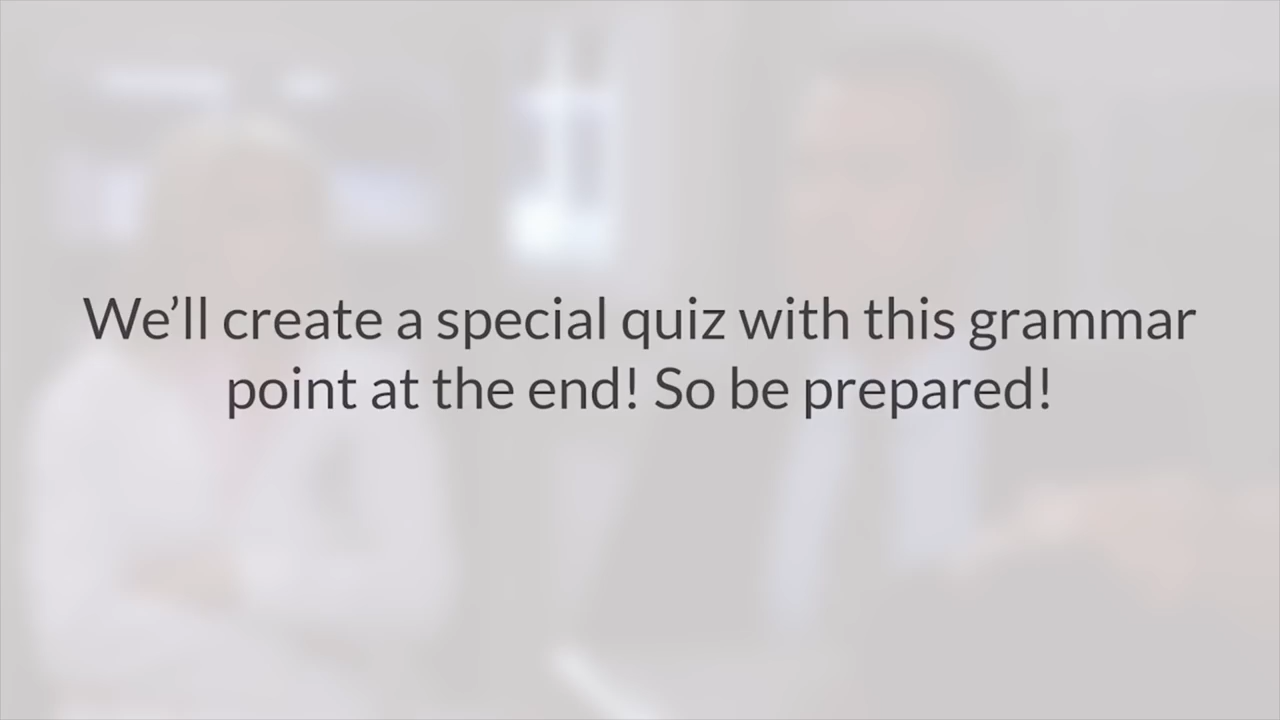 We’ll create a special quiz with this grammar
point at the end! So be prepared!